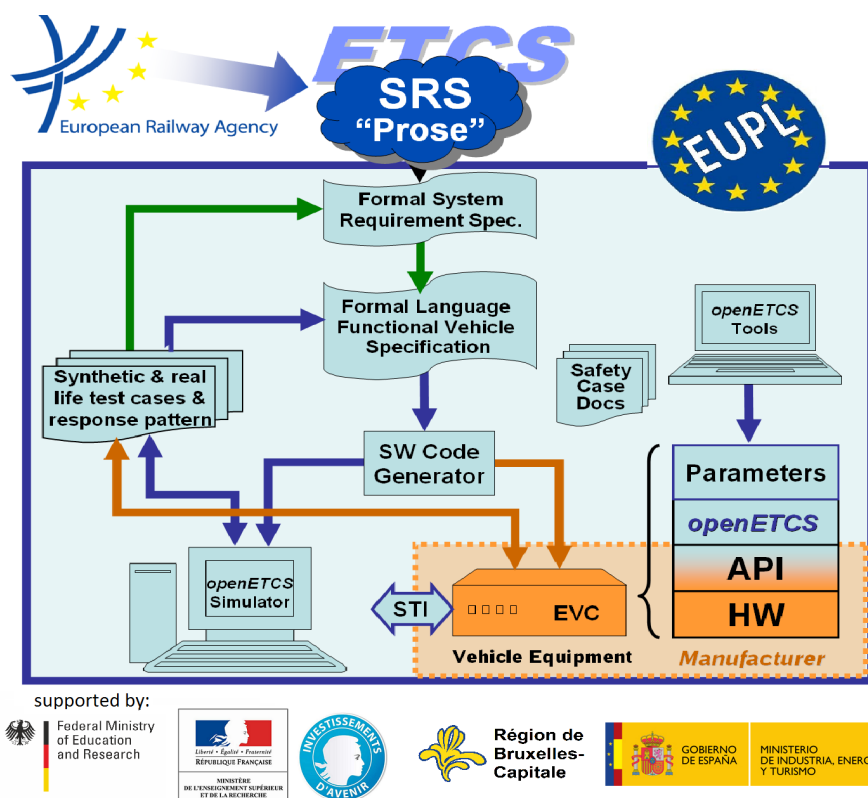 ETCS
SRS
“Prose”
European Railway Agency
EUPL
Formal System
Requirement Spec.
Formal Language
Functional Vehicle
Specification
openETCS
Tools
Synthetic & real
life test cases &
response pattern
Safety
Case
Docs
SW Code
Generator
Parameters
openETCS
API
HW
openETCS
Simulator
STI
EVC
Vehicle Equipment
Manufacturer
supported by:
Federal Ministry
of Education
and Research
Liberté • Égalité • Fraternité
RÉPUBLIQUE FRANÇAISE
MINISTÈRE
DE L'ENSEIGNEMENT SUPÉRIEUR
ET DE LA RECHERCHE
INVESTISSEMENTS
D'AVENIR
Région de
Bruxelles-
Capitale
GOBIERNO
DE ESPAÑA
MINISTERIO
DE INDUSTRIA, ENERG
Y TURISMO